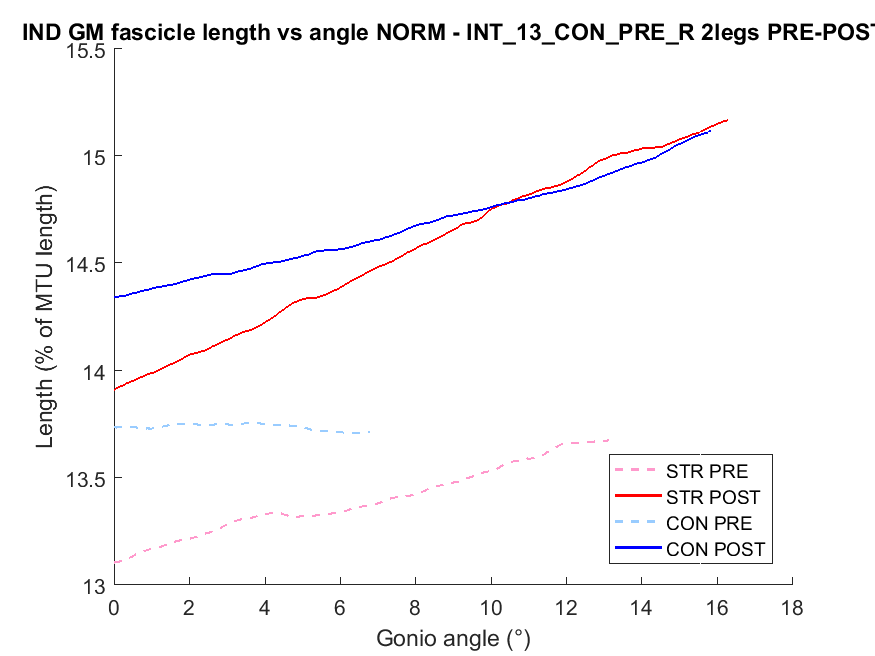 IND GM fascicle length vs angle NORM - INT_13_CON_PRE_R 2legs PRE-POST
15.5
15
14.5
14
13.5
13
Length (% of MTU length)
STR PRE
STR POST
CON PRE
CON POST
0 2 4 6 8 10 12 14 16 18
Gonio angle (°)